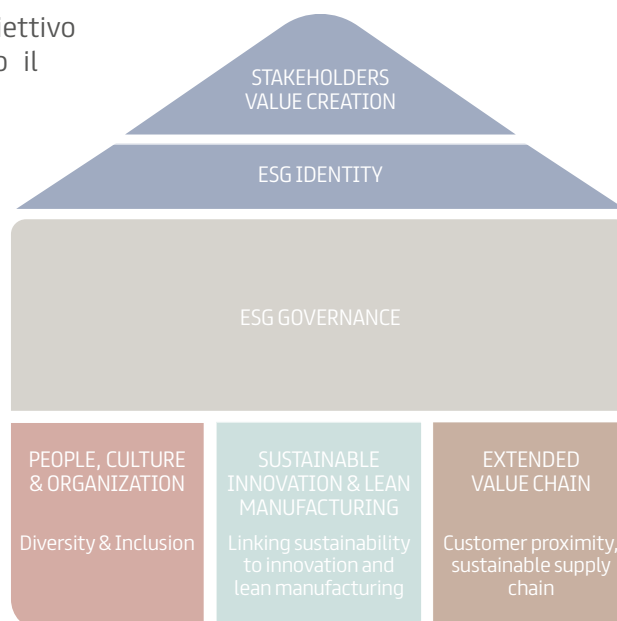 iettivo
o il
STAKEHOLDERS
VALUE CREATION
ESG IDENTITY
ESG GOVERNANCE
PEOPLE, CULTURE
& ORGANIZATION
Diversity & Inclusion
SUSTAINABLE
INNOVATION & LEAN
MANUFACTURING
Linking sustainability
to innovation and
lean manufacturing
EXTENDED
VALUE CHAIN
Customer proximity,
sustainable supply
chain